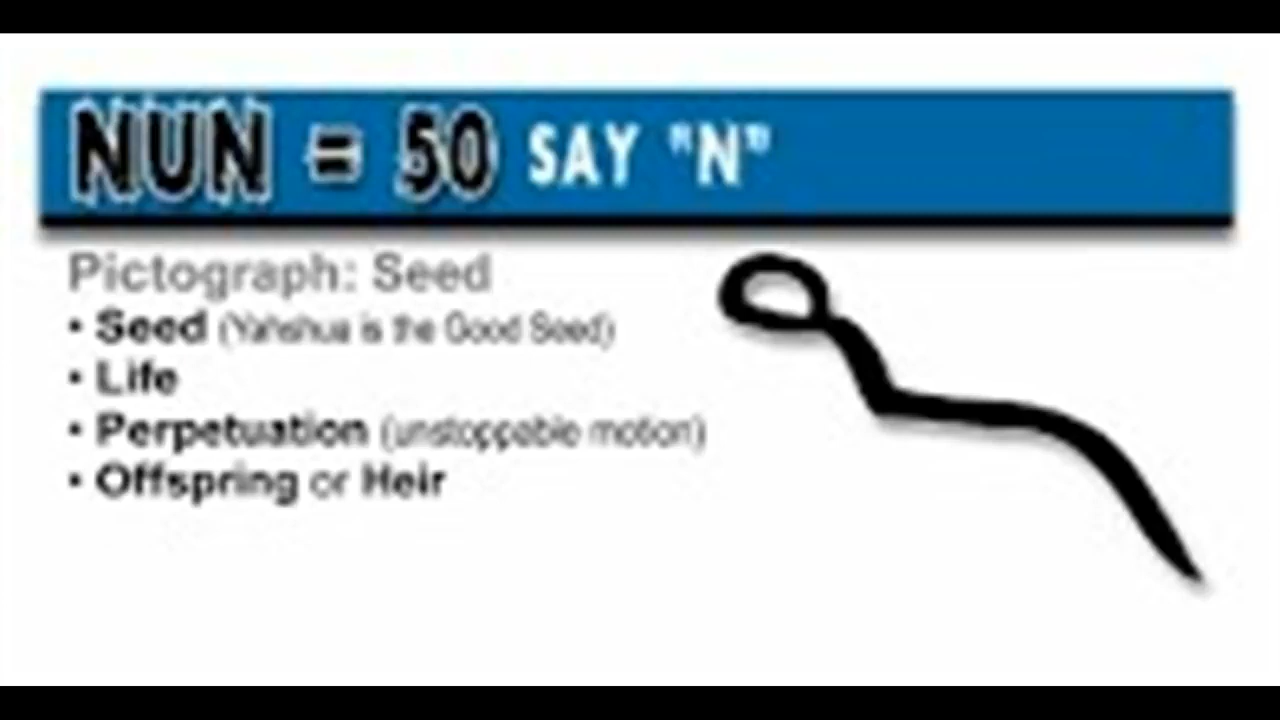 NUN = 50 SAY "N"
Pictograph: Seed
• Seed (Yahshua is the Good Seed)
• Life
• Perpetuation (unstoppable motion)
• Offspring or Heir